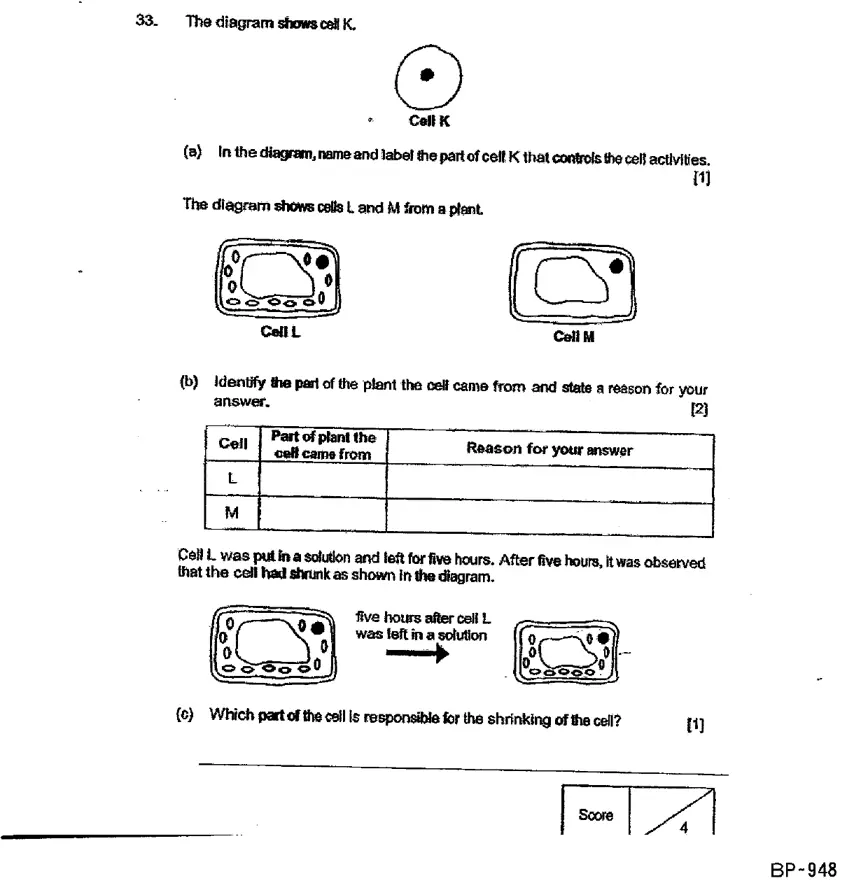 33. The diagram shows cell K.
Cell K
(a) In the diagram, name and label the part of cell K that controls the cell activities.
[1]
The diagram shows cells L and M from a plant.
Cell L
Cell M
(b) Identify the part of the plant the cell came from and state a reason for your
answer. [2]
Cell Part of plant the cell came from Reason for your answer
L
M
Cell L was put in a solution and left for five hours. After five hours, it was observed
that the cell had shrunk as shown in the diagram.
five hours after cell L
was left in a solution
(c) Which part of the cell is responsible for the shrinking of the cell? [1]
Score
4
BP-948